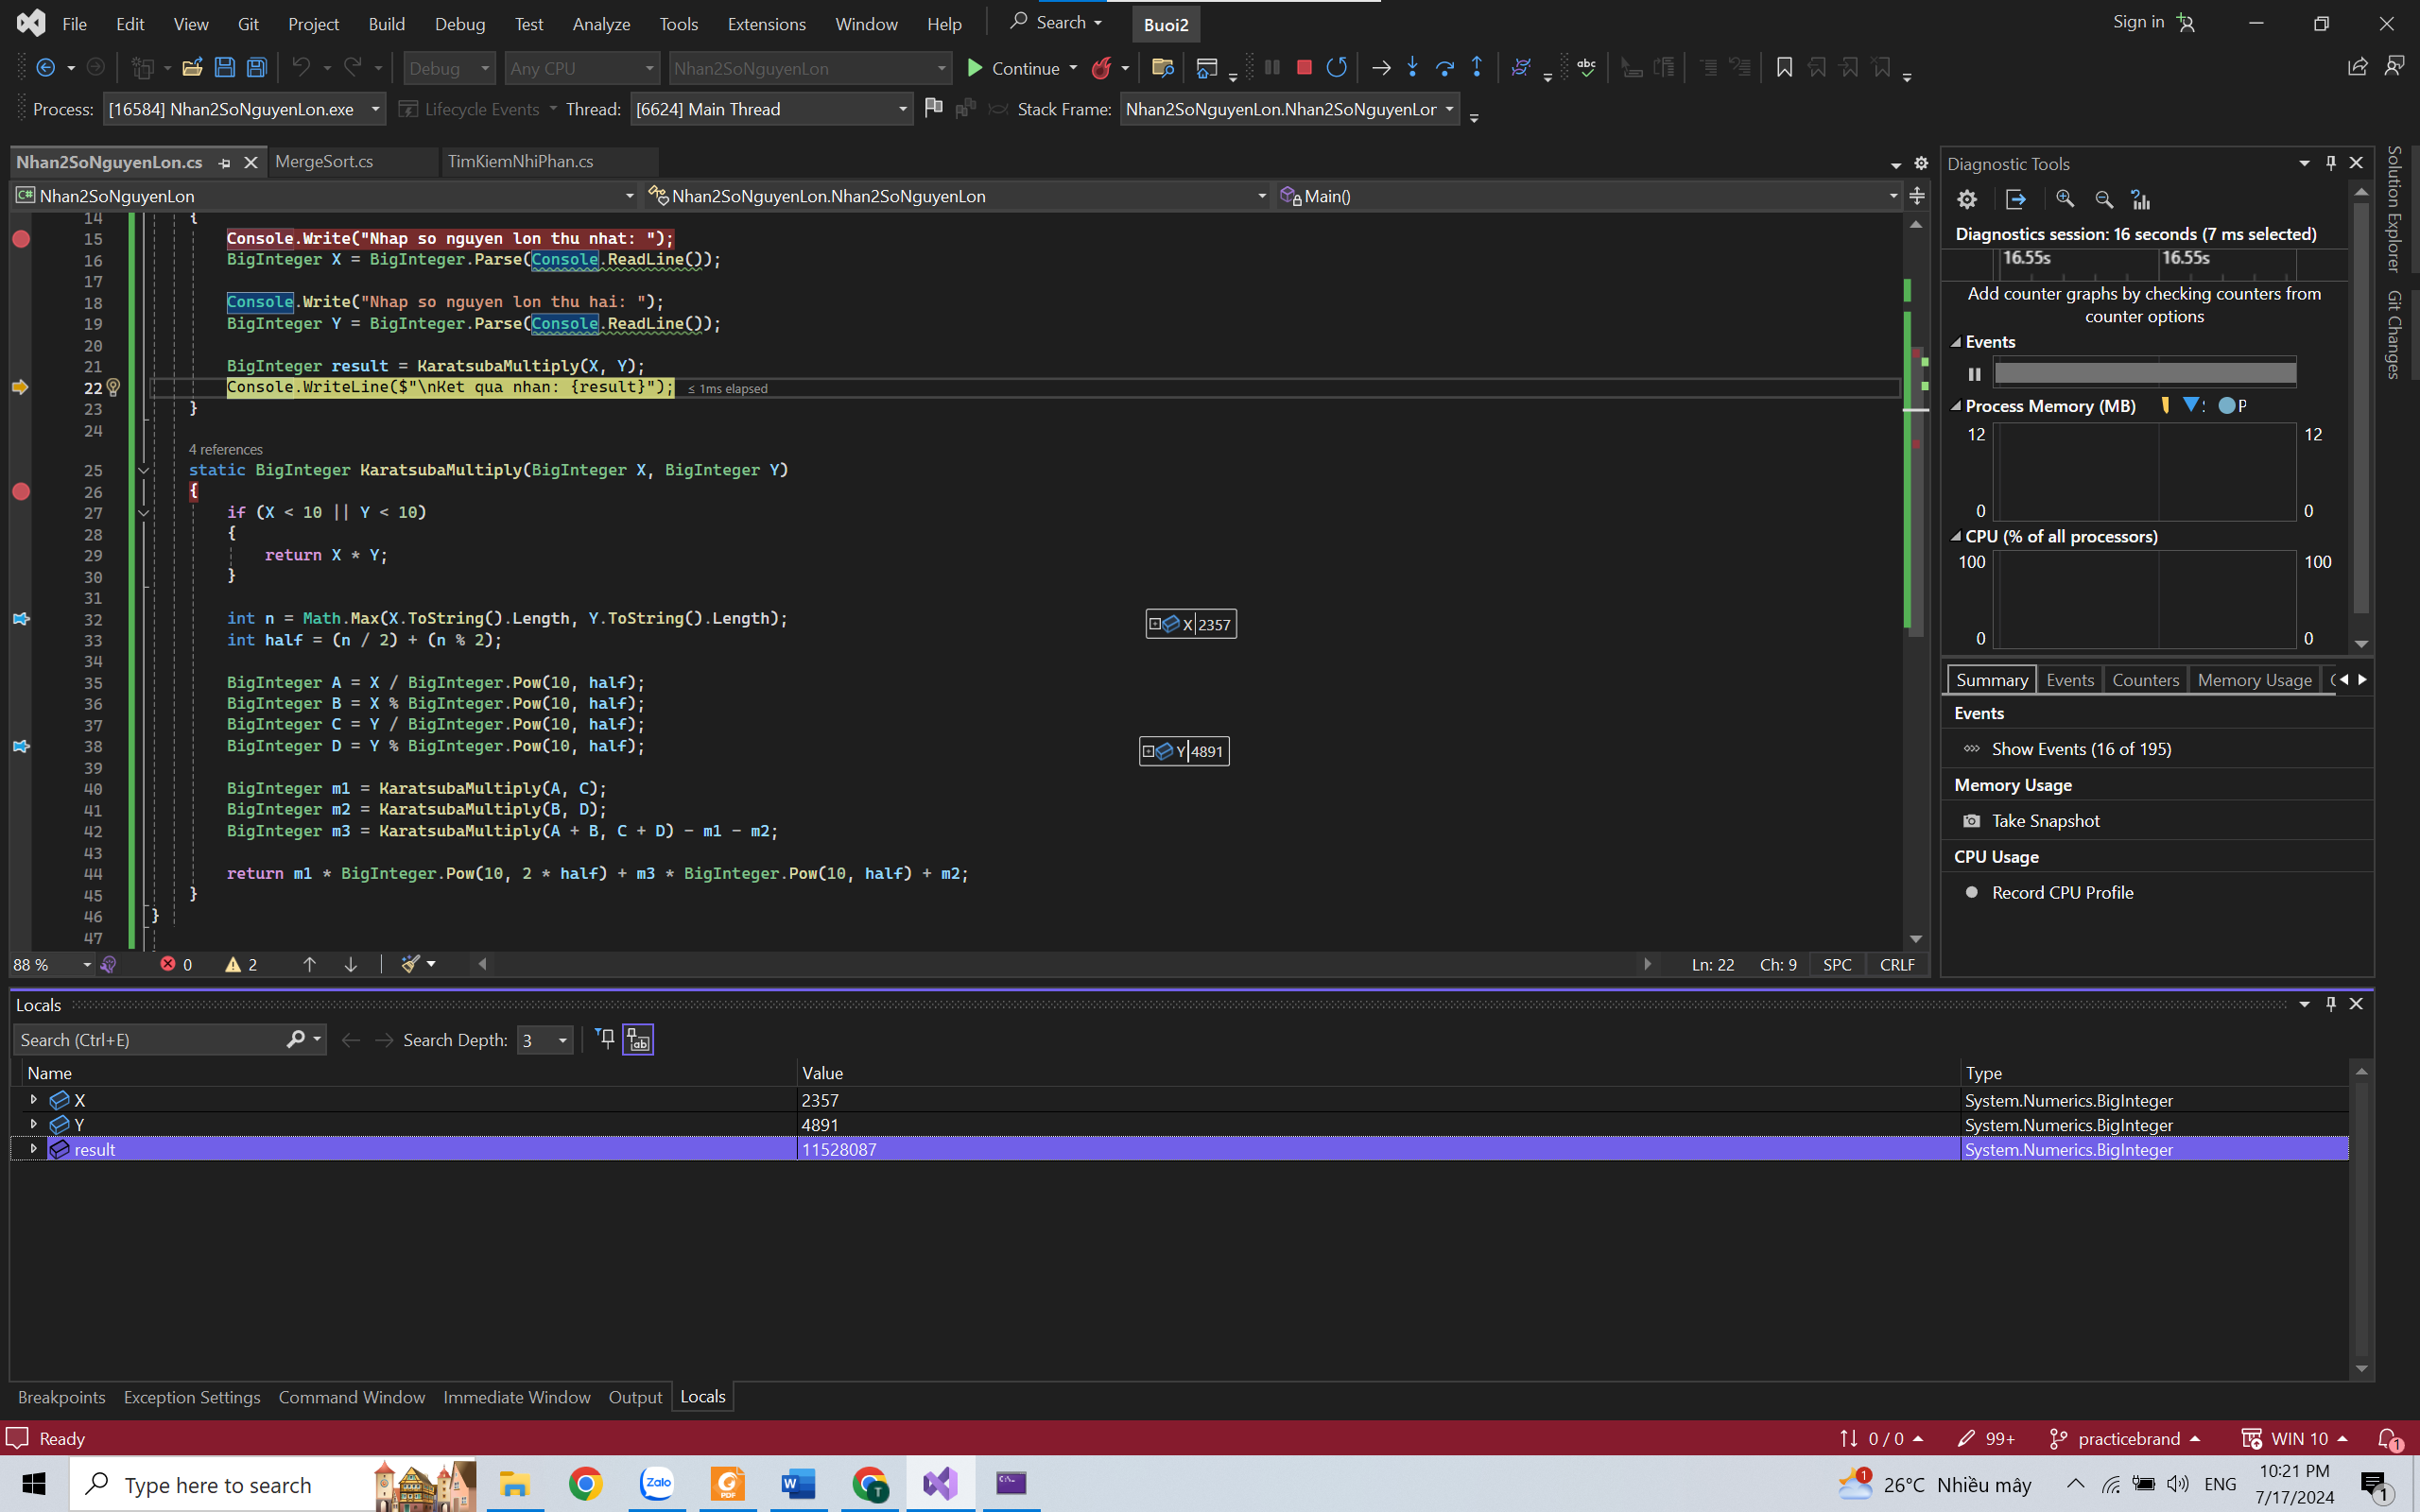 File Edit View Git Project Build Debug Test Analyze Tools Extensions Window Help Search Buoi2 Sign in
Debug Any CPU Nhan2SoNguyenLon Continue
Process: [16584] Nhan2SoNguyenLon.exe Lifecycle Events Thread: [6624] Main Thread Stack Frame: Nhan2SoNguyenLon.Nhan2SoNguyenLor
Nhan2SoNguyenLon.cs MergeSort.cs TimKiemNhiPhan.cs
Nhan2SoNguyenLon Nhan2SoNguyenLon.Nhan2SoNguyenLon Main()
14 {
15 Console.Write("Nhap so nguyen lon thu nhat: ");
16 BigInteger X = BigInteger.Parse(Console.ReadLine());
17
18 Console.Write("Nhap so nguyen lon thu hai: ");
19 BigInteger Y = BigInteger.Parse(Console.ReadLine());
20
21 BigInteger result = KaratsubaMultiply(X, Y);
22 Console.WriteLine($"\nKet qua nhan: {result}"); ≤ 1ms elapsed
23 }
24
4 references
25 static BigInteger KaratsubaMultiply(BigInteger X, BigInteger Y)
26 {
27 if (X < 10 || Y < 10)
28 {
29 return X * Y;
30 }
31
32 int n = Math.Max(X.ToString().Length, Y.ToString().Length); X 2357
33 int half = (n / 2) + (n % 2);
34
35 BigInteger A = X / BigInteger.Pow(10, half);
36 BigInteger B = X % BigInteger.Pow(10, half);
37 BigInteger C = Y / BigInteger.Pow(10, half);
38 BigInteger D = Y % BigInteger.Pow(10, half); Y 4891
39
40 BigInteger m1 = KaratsubaMultiply(A, C);
41 BigInteger m2 = KaratsubaMultiply(B, D);
42 BigInteger m3 = KaratsubaMultiply(A + B, C + D) - m1 - m2;
43
44 return m1 * BigInteger.Pow(10, 2 * half) + m3 * BigInteger.Pow(10, half) + m2;
45 }
46 }
47
88 % 0 2 Ln: 22 Ch: 9 SPC CRLF
Diagnostic Tools
Diagnostics session: 16 seconds (7 ms selected)
16.55s 16.55s
Add counter graphs by checking counters from
counter options
Events
Process Memory (MB) P
12 12
0 0
CPU (% of all processors)
100 100
0 0
Summary Events Counters Memory Usage
Events
Show Events (16 of 195)
Memory Usage
Take Snapshot
CPU Usage
Record CPU Profile
Solution Explorer
Git Changes
Locals
Search (Ctrl+E) Search Depth: 3
Name Value Type
X 2357 System.Numerics.BigInteger
Y 4891 System.Numerics.BigInteger
result 11528087 System.Numerics.BigInteger
Breakpoints Exception Settings Command Window Immediate Window Output Locals
Ready 0 / 0 99+ practicebrand WIN 10 1
Type here to search Zalo PDF W T 1 26°C Nhiều mây ENG 10:21 PM
7/17/2024 1